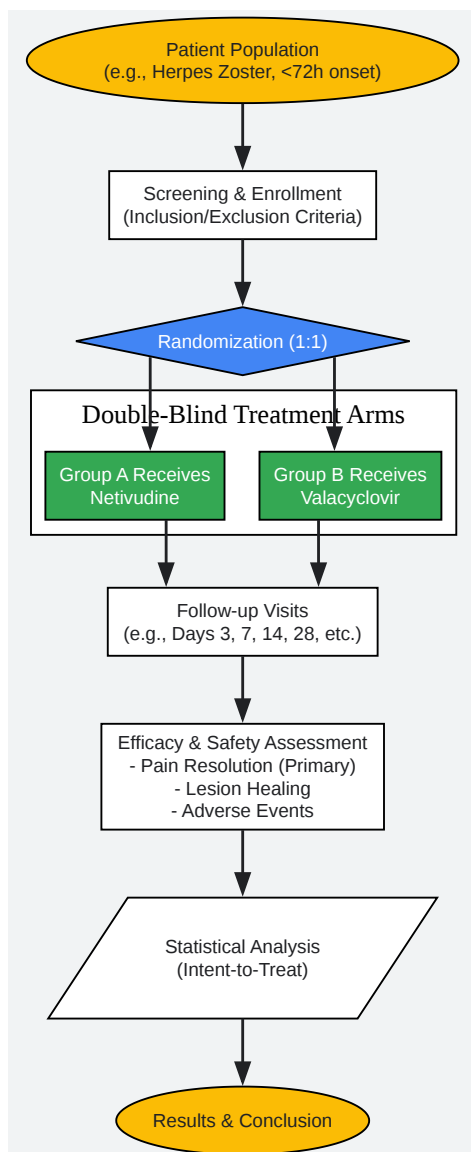 Patient Population
(e.g., Herpes Zoster, <72h onset)
Screening & Enrollment
(Inclusion/Exclusion Criteria)
Randomization (1:1)
Double-Blind Treatment Arms
Group A Receives
Netivudine
Group B Receives
Valacyclovir
Follow-up Visits
(e.g., Days 3, 7, 14, 28, etc.)
Efficacy & Safety Assessment
- Pain Resolution (Primary)
- Lesion Healing
- Adverse Events
Statistical Analysis
(Intent-to-Treat)
Results & Conclusion